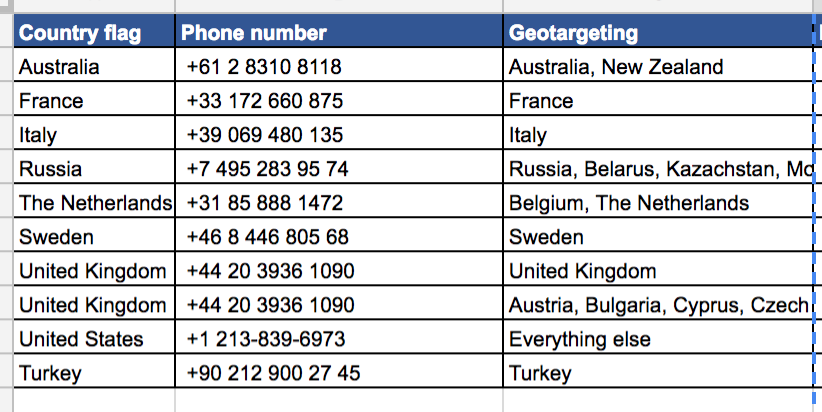 Country flag Phone number Geotargeting
Australia +61 2 8310 8118 Australia, New Zealand
France +33 172 660 875 France
Italy +39 069 480 135 Italy
Russia +7 495 283 95 74 Russia, Belarus, Kazachstan,
The Netherlands +31 85 888 1472 Belgium, The Netherlands
Sweden +46 8 446 805 68 Sweden
United Kingdom +44 20 3936 1090 United Kingdom
United Kingdom +44 20 3936 1090 Austria, Bulgaria, Cyprus, Czech
United States +1 213-839-6973 Everything else
Turkey +90 212 900 27 45 Turkey